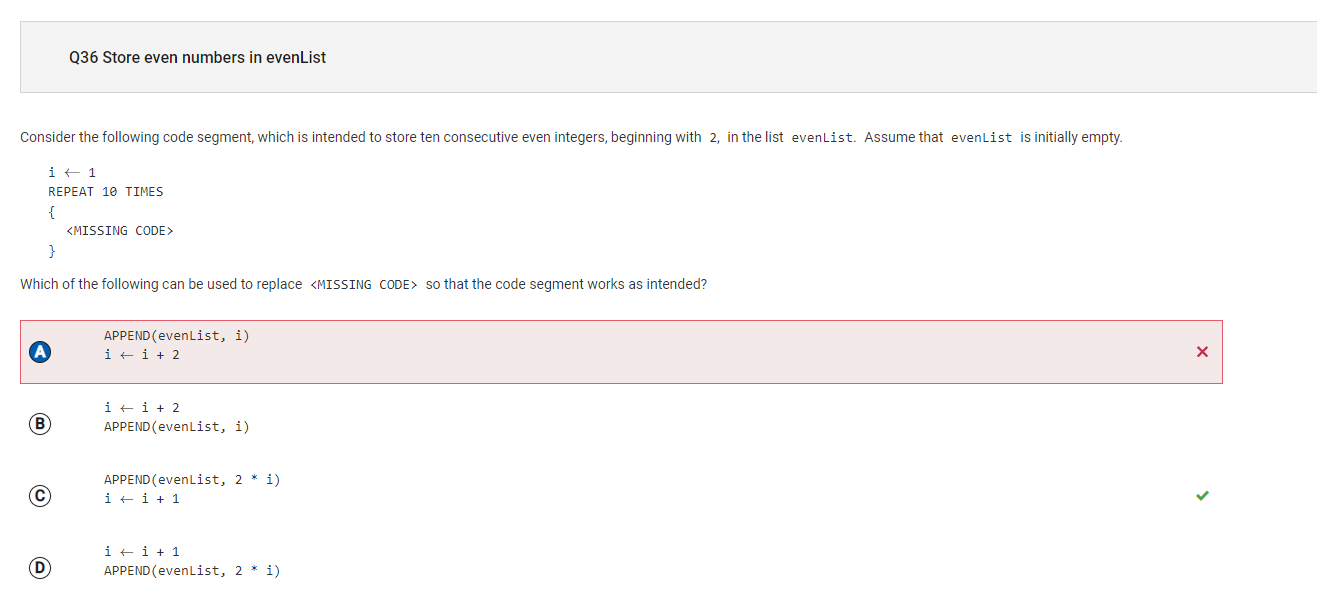 Q36 Store even numbers in evenList
Consider the following code segment, which is intended to store ten consecutive even integers, beginning with 2, in the list evenList. Assume that evenList is initially empty.
i ← 1
REPEAT 10 TIMES
{
<MISSING CODE>
}
Which of the following can be used to replace <MISSING CODE> so that the code segment works as intended?
A
APPEND(evenList, i)
i ← i + 2
B
i ← i + 2
APPEND(evenList, i)
C
APPEND(evenList, 2 * i)
i ← i + 1
D
i ← i + 1
APPEND(evenList, 2 * i)